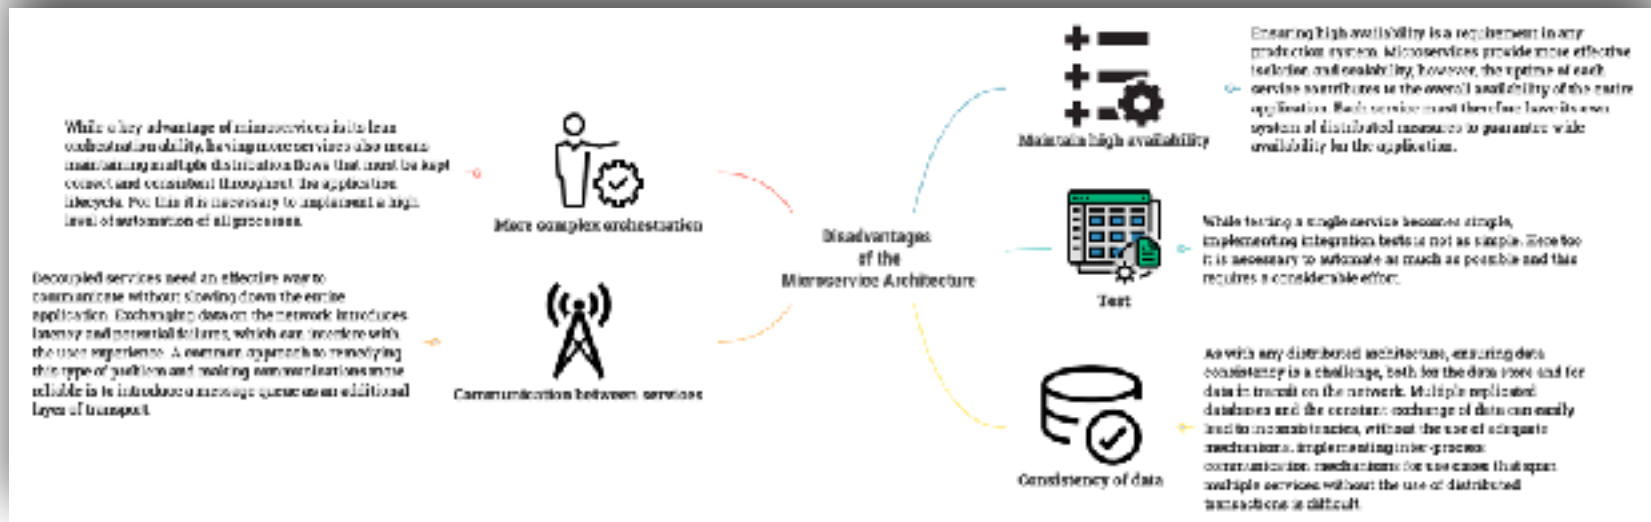 While a key advantage of microservices is its lean
orchestration ability, having more services also means
maintaining multiple distribution flows that must be kept
correct and consistent throughout the application
lifecycle. For this it is necessary to implement a high
level of automation of all processes.
More complex orchestration
Decoupled services need an effective way to
communicate without slowing down the entire
application. Exchanging data on the network introduces
latency and potential failures, which can interfere with
the user experience. A common approach to remedying
this type of problem and making communications more
reliable is to introduce a message queue as an additional
layer of transport.
Communication between services
Disadvantages
of the
Microservice Architecture
Maintain high availability
Ensuring high availability is a requirement in any
production system. Microservices provide more effective
isolation and scalability, however, the uptime of each
service contributes to the overall availability of the entire
application. Each service must therefore have its own
system of distributed measures to guarantee wide
availability for the application.
Test
While testing a single service becomes simple,
implementing integration tests is not as simple. Here too
it is necessary to automate as much as possible and this
requires a considerable effort.
Consistency of data
As with any distributed architecture, ensuring data
consistency is a challenge, both for the data store and for
data in transit on the network. Multiple replicated
databases and the constant exchange of data can easily
lead to inconsistencies, without the use of adequate
mechanisms. Implementing inter-process
communication mechanisms for use cases that span
multiple services without the use of distributed
transactions is difficult.